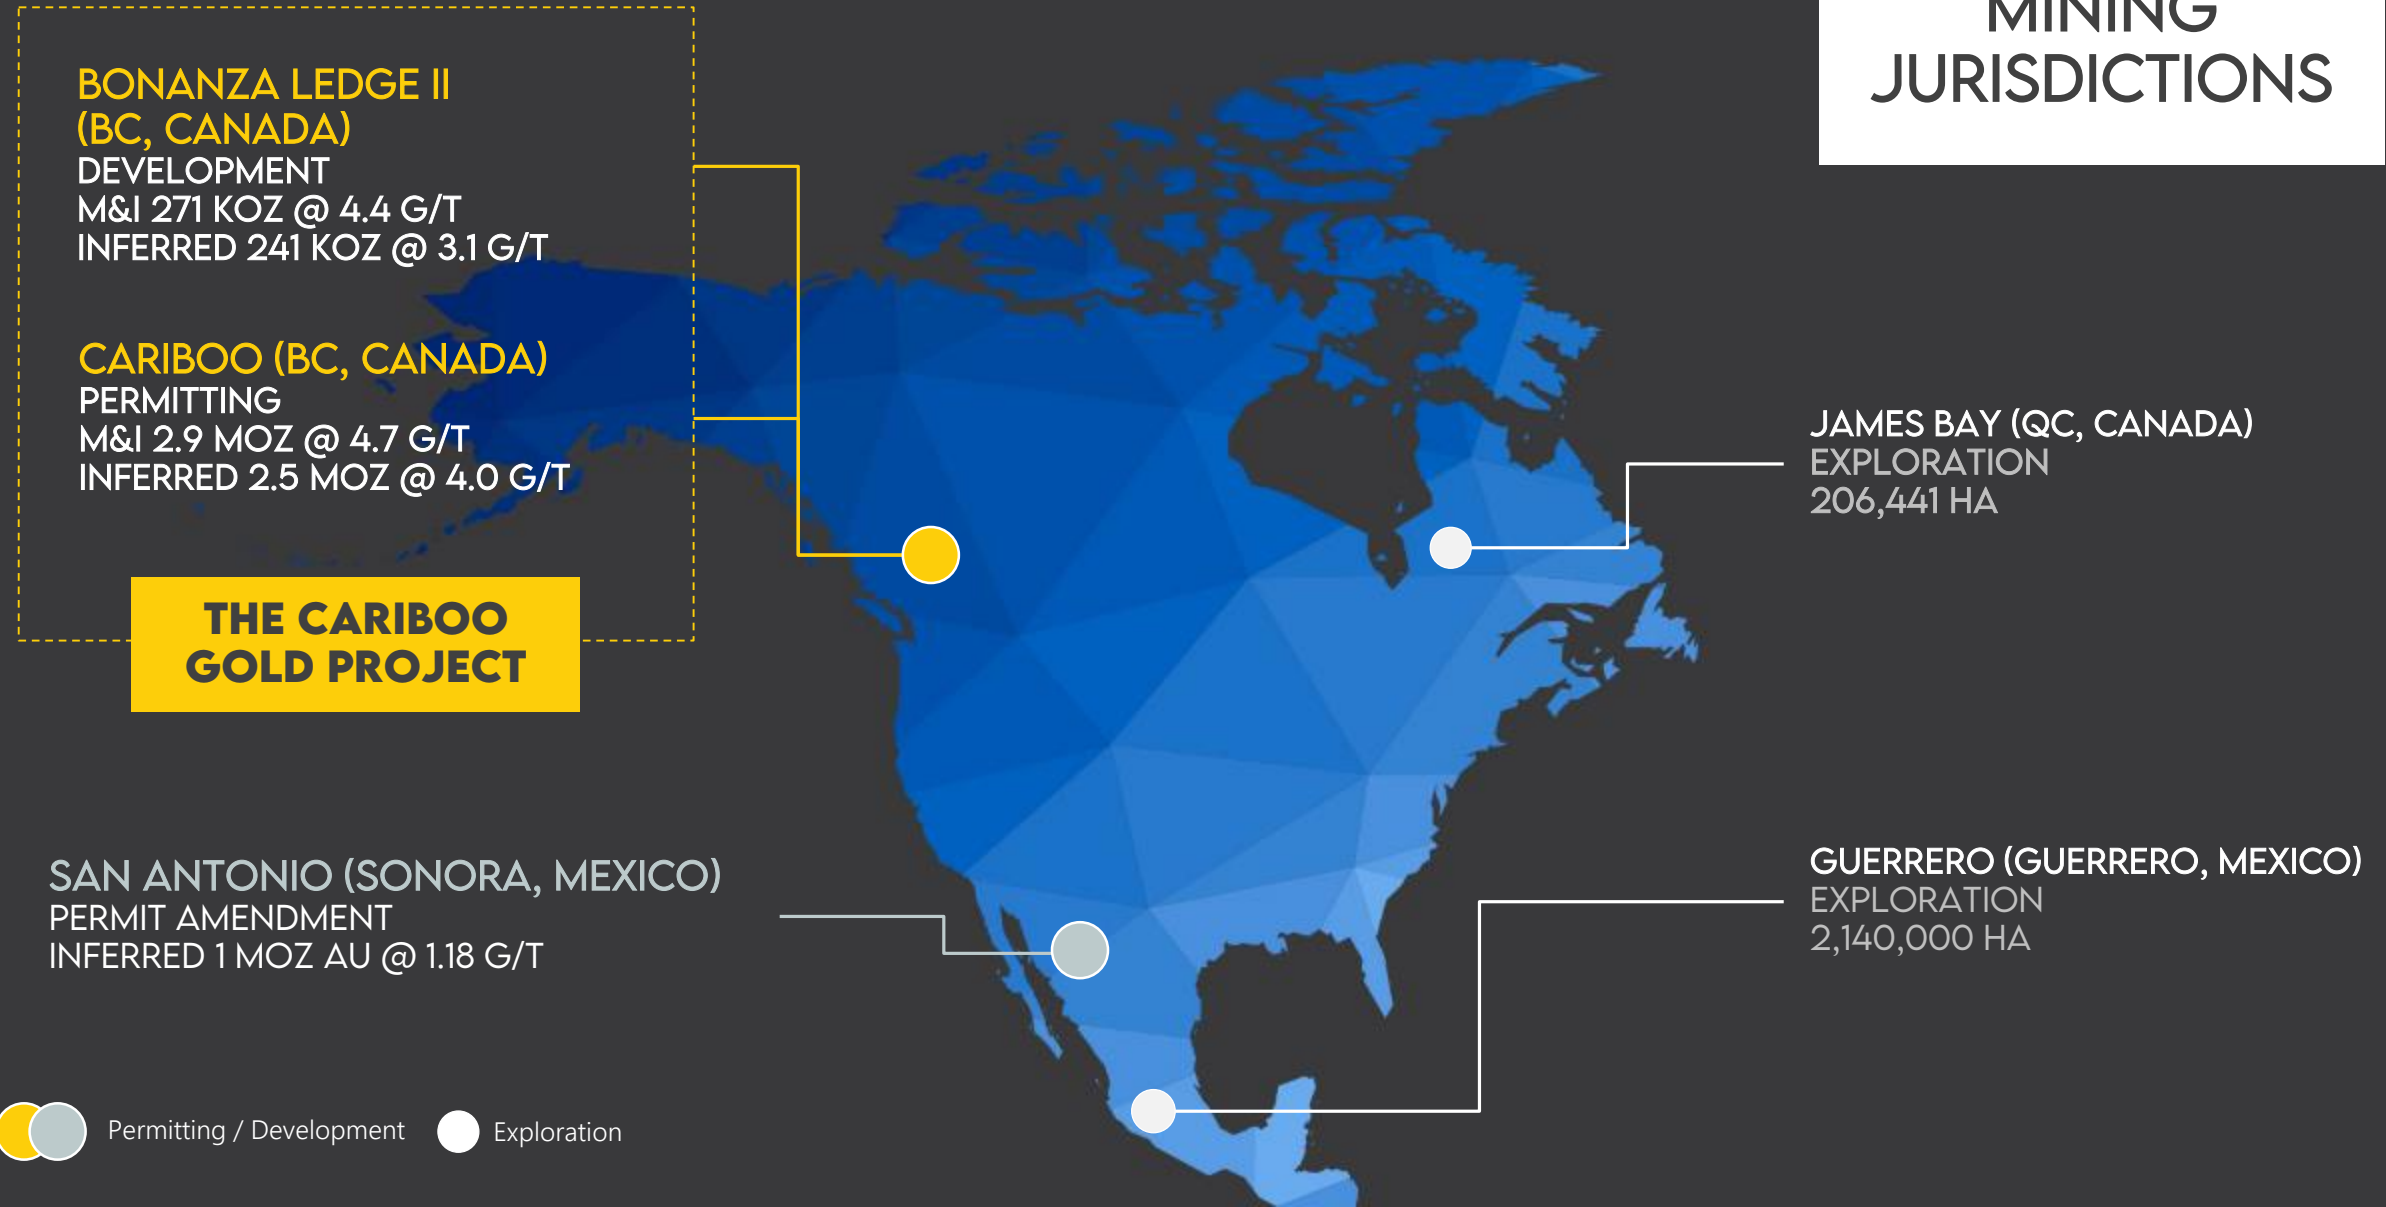 MINING
JURISDICTIONS
BONANZA LEDGE II
(BC, CANADA)
DEVELOPMENT
M&I 271 KOZ @ 4.4 G/T
INFERRED 241 KOZ @ 3.1 G/T
CARIBOO (BC, CANADA)
PERMITTING
M&I 2.9 MOZ @ 4.7 G/T
INFERRED 2.5 MOZ @ 4.0 G/T
THE CARIBOO
GOLD PROJECT
JAMES BAY (QC, CANADA)
EXPLORATION
206,441 HA
SAN ANTONIO (SONORA, MEXICO)
PERMIT AMENDMENT
INFERRED 1 MOZ AU @ 1.18 G/T
GUERRERO (GUERRERO, MEXICO)
EXPLORATION
2,140,000 HA
Permitting / Development
Exploration